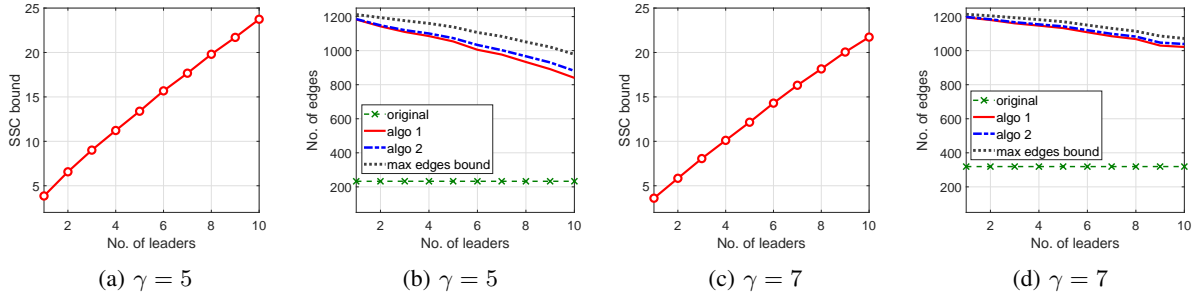 25
20
15
10
5
SSC bound
2 4 6 8 10
No. of leaders
(a) γ = 5
1200
1000
800
600
400
200
No. of edges
original
algo 1
algo 2
max edges bound
2 4 6 8 10
No. of leaders
(b) γ = 5
25
20
15
10
5
SSC bound
2 4 6 8 10
No. of leaders
(c) γ = 7
1200
1000
800
600
400
200
No. of edges
original
algo 1
algo 2
max edges bound
2 4 6 8 10
No. of leaders
(d) γ = 7